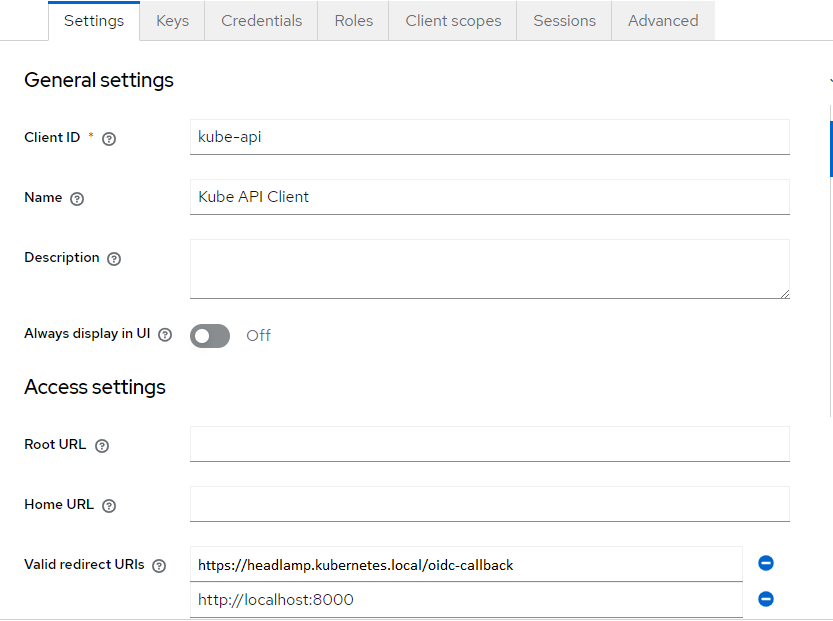 Settings Keys Credentials Roles Client scopes Sessions Advanced
General settings
Client ID * kube-api
Name Kube API Client
Description
Always display in UI Off
Access settings
Root URL
Home URL
Valid redirect URIs https://headlamp.kubernetes.local/oidc-callback
http://localhost:8000